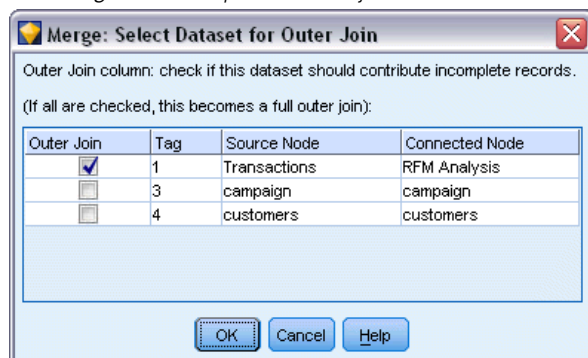 Merge: Select Dataset for Outer Join
Outer Join column: check if this dataset should contribute incomplete records.
(If all are checked, this becomes a full outer join):
Outer Join Tag Source Node Connected Node
1 Transactions RFM Analysis
3 campaign campaign
4 customers customers
OK Cancel Help